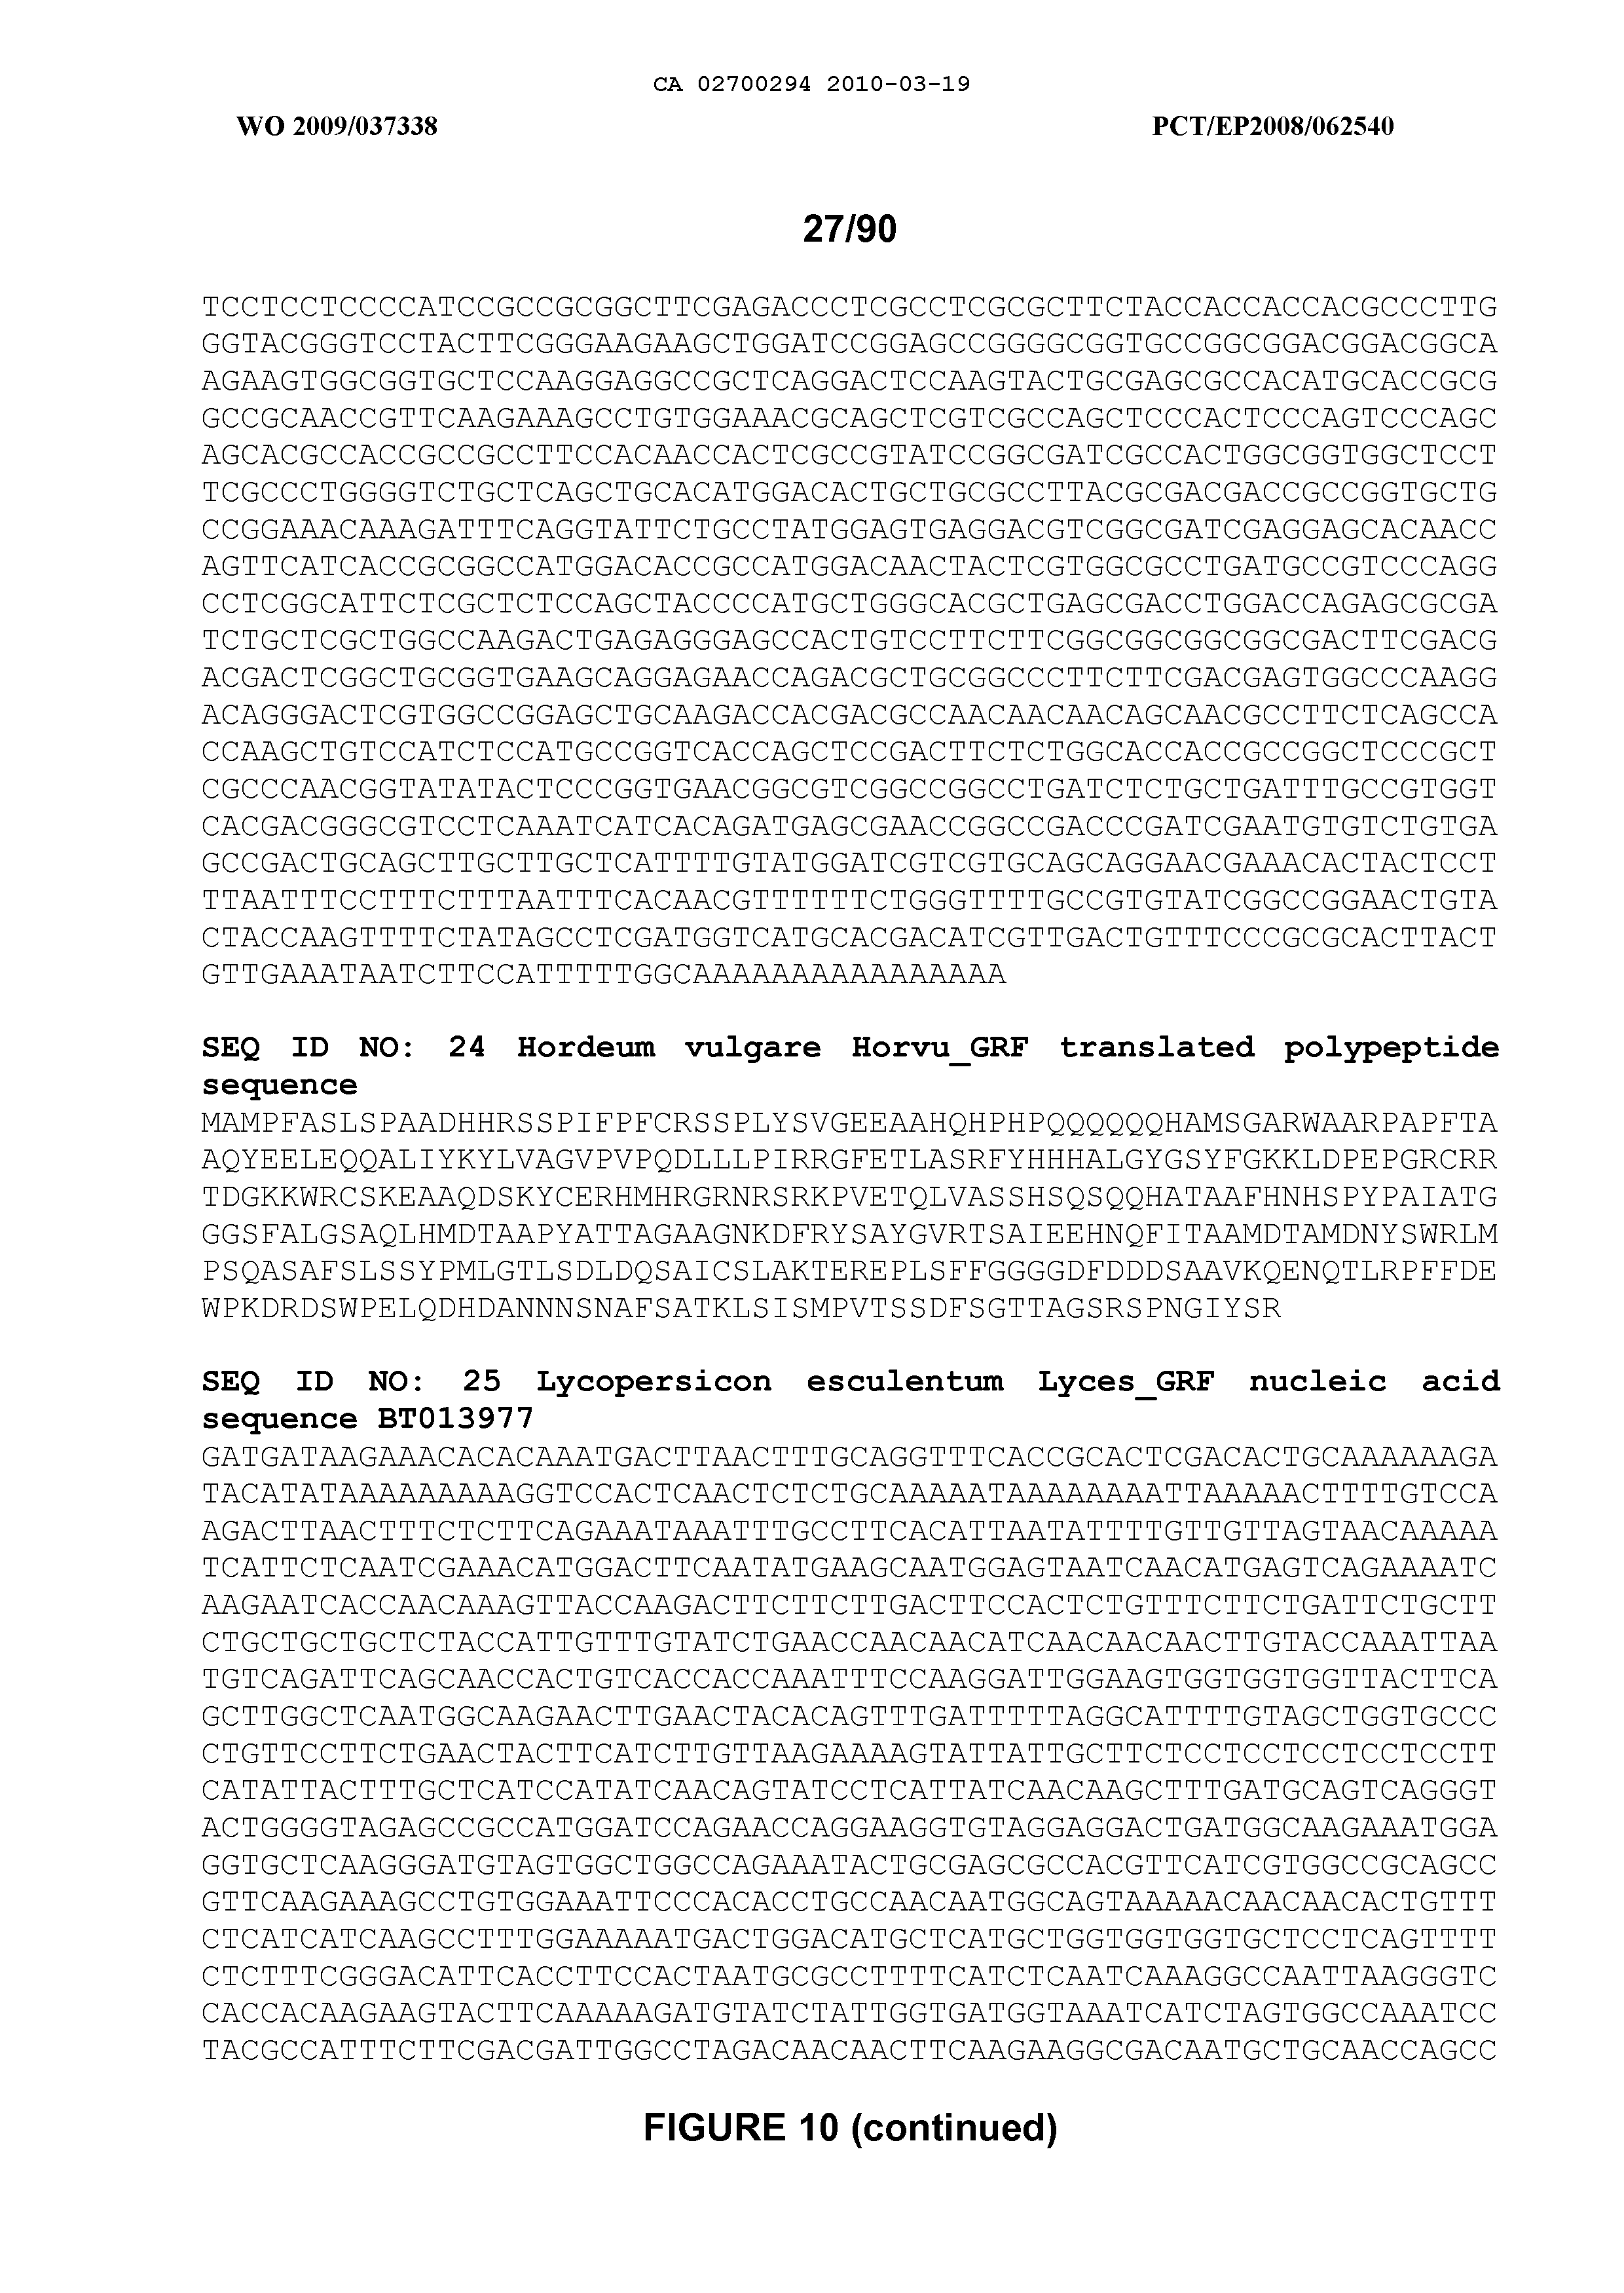 CA 02700294 2010-03-19
WO 2009/037338 PCT/EP2008/062540
27/90
TCCTCCTCCCCATCCGCCGCGGCTTCGAGACCCTCGCCTCGCGCTTCTACCACCACCACGCCCTTG
GGTACGGGTCCTACTTCGGGAAGAAGCTGGATCCGGAGCCGGGGCGGTGCCGGCGGACGGACGGCA
AGAAGTGGCGGTGCTCCAAGGAGGCCGCTCAGGACTCCAAGTACTGCGAGCGCCACATGCACCGCG
GCCGCAACCGTTCAAGAAAGCCTGTGGAAACGCAGCTCGTCGCCAGCTCCCACTCCCAGTCCCAGC
AGCACGCCACCGCCGCCTTCCACAACCACTCGCCGTATCCGGCGATCGCCACTGGCGGTGGCTCCT
TCGCCCTGGGGTCTGCTCAGCTGCACATGGACACTGCTGCGCCTTACGCGACGACCGCCGGTGCTG
CCGGAAACAAAGATTTCAGGTATTCTGCCTATGGAGTGAGGACGTCGGCGATCGAGGAGCACAACC
AGTTCATCACCGCGGCCATGGACACCGCCATGGACAACTACTCGTGGCGCCTGATGCCGTCCCAGG
CCTCGGCATTCTCGCTCTCCAGCTACCCCATGCTGGGCACGCTGAGCGACCTGGACCAGAGCGCGA
TCTGCTCGCTGGCCAAGACTGAGAGGGAGCCACTGTCCTTCTTCGGCGGCGGCGGCGACTTCGACG
ACGACTCGGCTGCGGTGAAGCAGGAGAACCAGACGCTGCGGCCCTTCTTCGACGAGTGGCCCAAGG
ACAGGGACTCGTGGCCGGAGCTGCAAGACCACGACGCCAACAACAACAGCAACGCCTTCTCAGCCA
CCAAGCTGTCCATCTCCATGCCGGTCACCAGCTCCGACTTCTCTGGCACCACCGCCGGCTCCCGCT
CGCCCAACGGTATATACTCCCGGTGAACGGCGTCGGCCGGCCTGATCTCTGCTGATTTGCCGTGGT
CACGACGGGCGTCCTCAAATCATCACAGATGAGCGAACCGGCCGACCCGATCGAATGTGTCTGTGA
GCCGACTGCAGCTTGCTTGCTCATTTTGTATGGATCGTCGTGCAGCAGGAACGAAACACTACTCCT
TTAATTTCCTTTCTTTAATTTCACAACGTTTTTTCTGGGTTTTGCCGTGTATCGGCCGGAACTGTA
CTACCAAGTTTTCTATAGCCTCGATGGTCATGCACGACATCGTTGACTGTTTCCCGCGCACTTACT
GTTGAAATAATCTTCCATTTTTGGCAAAAAAAAAAAAAAAA
SEQ ID NO: 24 Hordeum vulgare Horvu_GRF translated polypeptide
sequence
MAMPFASLSPAADHHRSSPIFPFCRSSPLYSVGEEAAHQHPHPQQQQQQHAMSGARWAARPAPFTA
AQYEELEQQALIYKYLVAGVPVPQDLLLPIRRGFETLASRFYHHHALGYGSYFGKKLDPEPGRCRR
TDGKKWRCSKEAAQDSKYCERHMHRGRNRSRKPVETQLVASSHSQSQQHATAAFHNHSPYPAIATG
GGSFALGSAQLHMDTAAPYATTAGAAGNKDFRYSAYGVRTSAIEEHNQFITAAMDTAMDNYSWRLM
PSQASAFSLSSYPMLGTLSDLDQSAICSLAKTEREPLSFFGGGGDFDDDSAAVKQENQTLRPFFDE
WPKDRDSWPELQDHDANNNSNAFSATKLSISMPVTSSDFSGTTAGSRSPNGIYSR
SEQ ID NO: 25 Lycopersicon esculentum Lyces_GRF nucleic acid
sequence BT013977
GATGATAAGAAACACACAAATGACTTAACTTTGCAGGTTTCACCGCACTCGACACTGCAAAAAAGA
TACATATAAAAAAAAAGGTCCACTCAACTCTCTGCAAAAATAAAAAAAATTAAAAACTTTTGTCCA
AGACTTAACTTTCTCTTCAGAAATAAATTTGCCTTCACATTAATATTTTGTTGTTAGTAACAAAAA
TCATTCTCAATCGAAACATGGACTTCAATATGAAGCAATGGAGTAATCAACATGAGTCAGAAAATC
AAGAATCACCAACAAAGTTACCAAGACTTCTTCTTGACTTCCACTCTGTTTCTTCTGATTCTGCTT
CTGCTGCTGCTCTACCATTGTTTGTATCTGAACCAACAACATCAACAACAACTTGTACCAAATTAA
TGTCAGATTCAGCAACCACTGTCACCACCAAATTTCCAAGGATTGGAAGTGGTGGTGGTTACTTCA
GCTTGGCTCAATGGCAAGAACTTGAACTACACAGTTTGATTTTTAGGCATTTTGTAGCTGGTGCCC
CTGTTCCTTCTGAACTACTTCATCTTGTTAAGAAAAGTATTATTGCTTCTCCTCCTCCTCCTCCTT
CATATTACTTTGCTCATCCATATCAACAGTATCCTCATTATCAACAAGCTTTGATGCAGTCAGGGT
ACTGGGGTAGAGCCGCCATGGATCCAGAACCAGGAAGGTGTAGGAGGACTGATGGCAAGAAATGGA
GGTGCTCAAGGGATGTAGTGGCTGGCCAGAAATACTGCGAGCGCCACGTTCATCGTGGCCGCAGCC
GTTCAAGAAAGCCTGTGGAAATTCCCACACCTGCCAACAATGGCAGTAAAAACAACAACACTGTTT
CTCATCATCAAGCCTTTGGAAAAATGACTGGACATGCTCATGCTGGTGGTGGTGCTCCTCAGTTTT
CTCTTTCGGGACATTCACCTTCCACTAATGCGCCTTTTCATCTCAATCAAAGGCCAATTAAGGGTC
CACCACAAGAAGTACTTCAAAAAGATGTATCTATTGGTGATGGTAAATCATCTAGTGGCCAAATCC
TACGCCATTTCTTCGACGATTGGCCTAGACAACAACTTCAAGAAGGCGACAATGCTGCAACCAGCC
FIGURE 10 (continued)